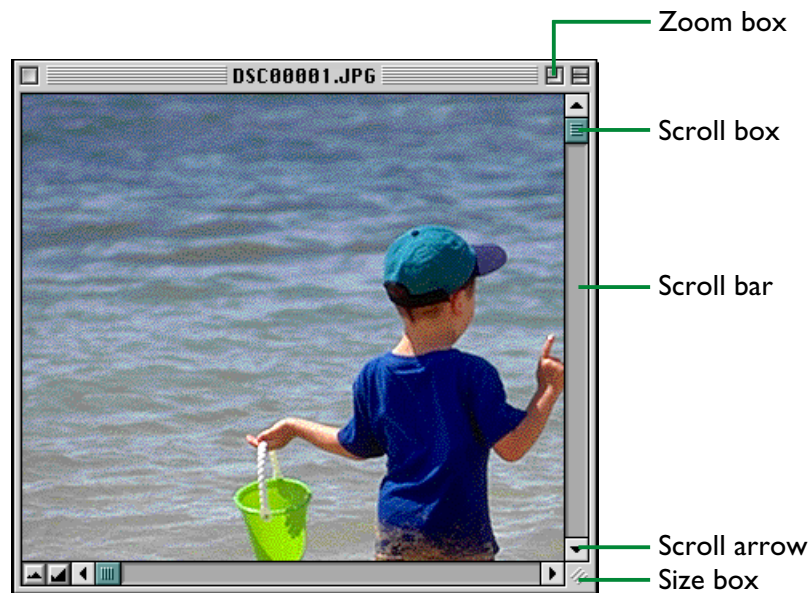 Zoom box
DSC00001.JPG
Scroll box
Scroll bar
Scroll arrow
Size box